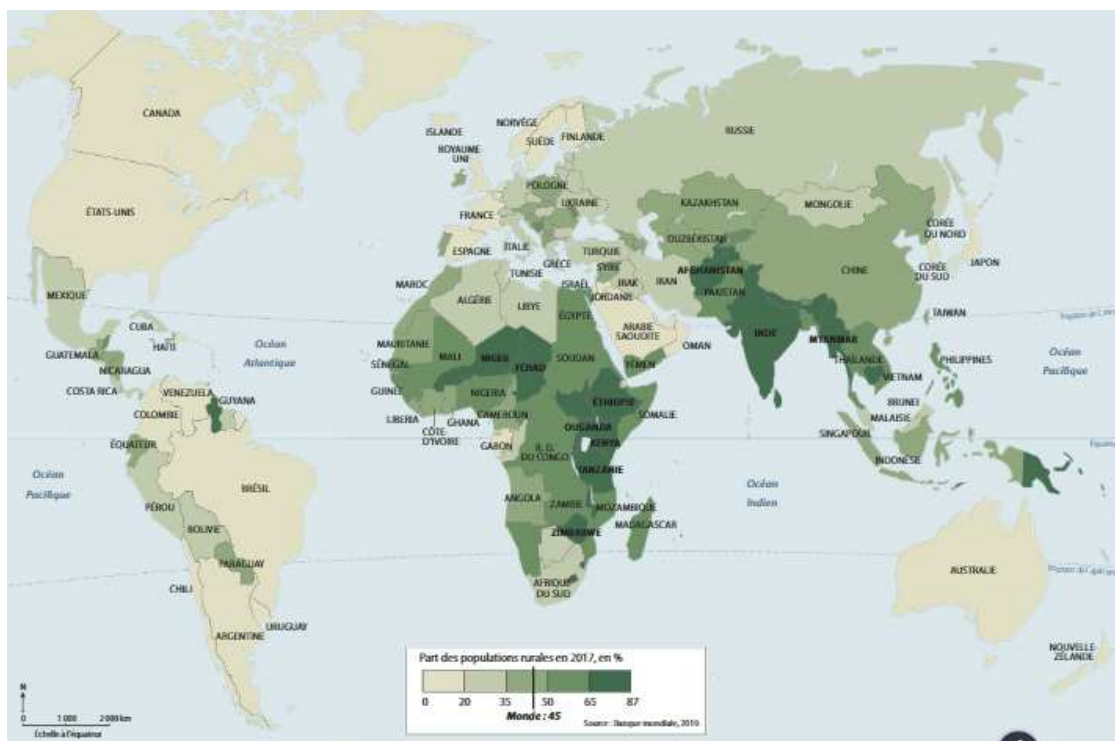 CANADA
ÉTATS-UNIS
MEXIQUE
CUBA
HAÏTI
GUATEMALA
NICARAGUA
COSTA RICA
VENEZUELA
GUYANA
COLOMBIE
ÉQUATEUR
PÉROU
BRÉSIL
BOLIVIE
PARAGUAY
CHILI
URUGUAY
ARGENTINE
Océan
Atlantique
Océan
Pacifique
ISLANDE
NORVÈGE
SUÈDE
FINLANDE
ROYAUME
UNI
POLOGNE
UKRAINE
FRANCE
ESPAGNE
ITALIE
GRÈCE
TURQUIE
RUSSIE
KAZAKHSTAN
MONGOLIE
OUZBÉKISTAN
CHINE
CORÉE
DU NORD
CORÉE
DU SUD
JAPON
TUNISIE
MAROC
ALGÉRIE
LIBYE
ÉGYPTE
SYRIE
ISRAËL
JORDANIE
IRAK
IRAN
AFGHANISTAN
PAKISTAN
ARABIE
SAOUDITE
OMAN
YEMEN
INDE
MYANMAR
THAÏLANDE
VIETNAM
TAIWAN
PHILIPPINES
BRUNEI
MALAISIE
SINGAPOUR
INDONÉSIE
MAURITANIE
MALI
NIGER
TCHAD
SOUDAN
SÉNÉGAL
GUINÉE
LIBERIA
CÔTE
D'IVOIRE
GHANA
NIGERIA
CAMEROUN
GABON
R. D.
DU CONGO
ÉTHIOPIE
SOMALIE
OUGANDA
KENYA
TANZANIE
ANGOLA
ZAMBIE
MOZAMBIQUE
MADAGASCAR
ZIMBABWE
AFRIQUE
DU SUD
Océan
Indien
Océan
Pacifique
AUSTRALIE
NOUVELLE-
ZÉLANDE
Part des populations rurales en 2017, en %
0 20 35 50 65 87
Monde : 45
Source : Banque mondiale, 2019.
N
0 1 000 2 000 km
Échelle à l'équateur